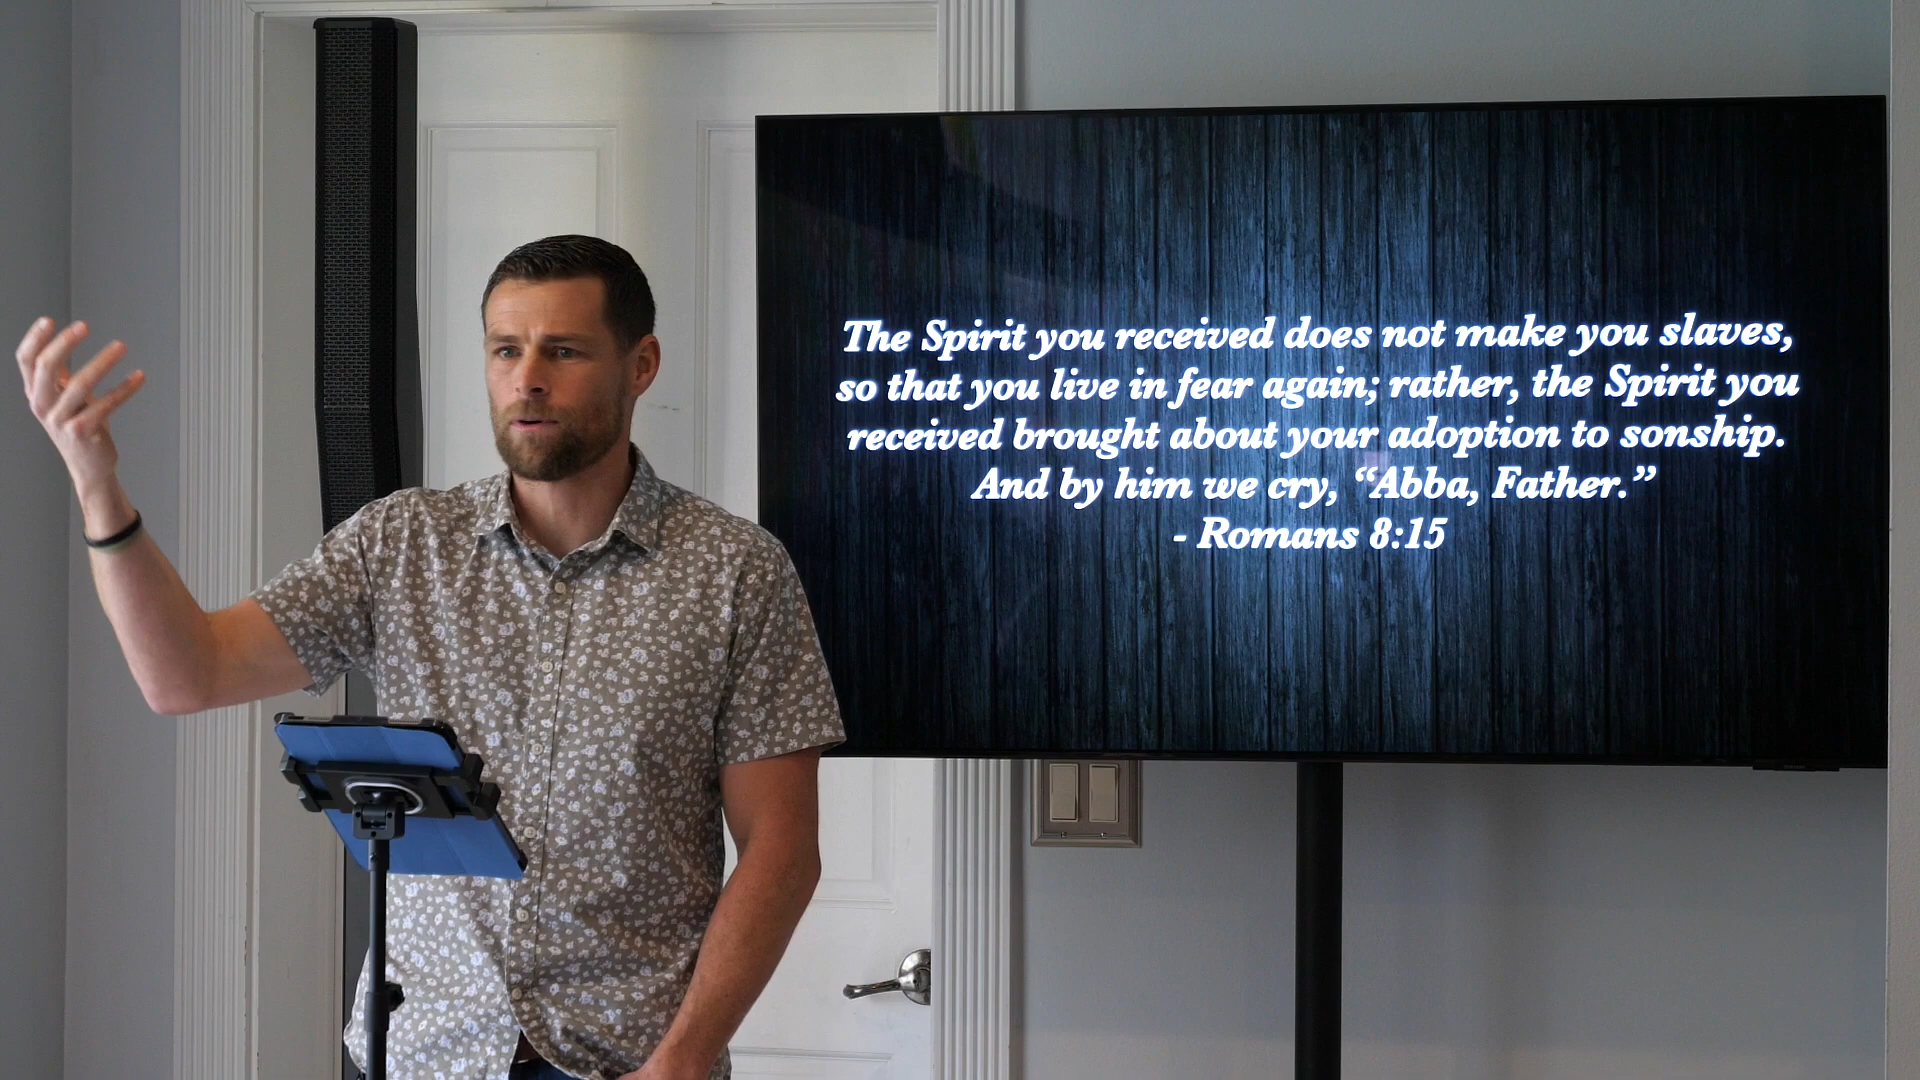 The Spirit you received does not make you slaves,
so that you live in fear again; rather, the Spirit you
received brought about your adoption to sonship.
And by him we cry, “Abba, Father.”
- Romans 8:15